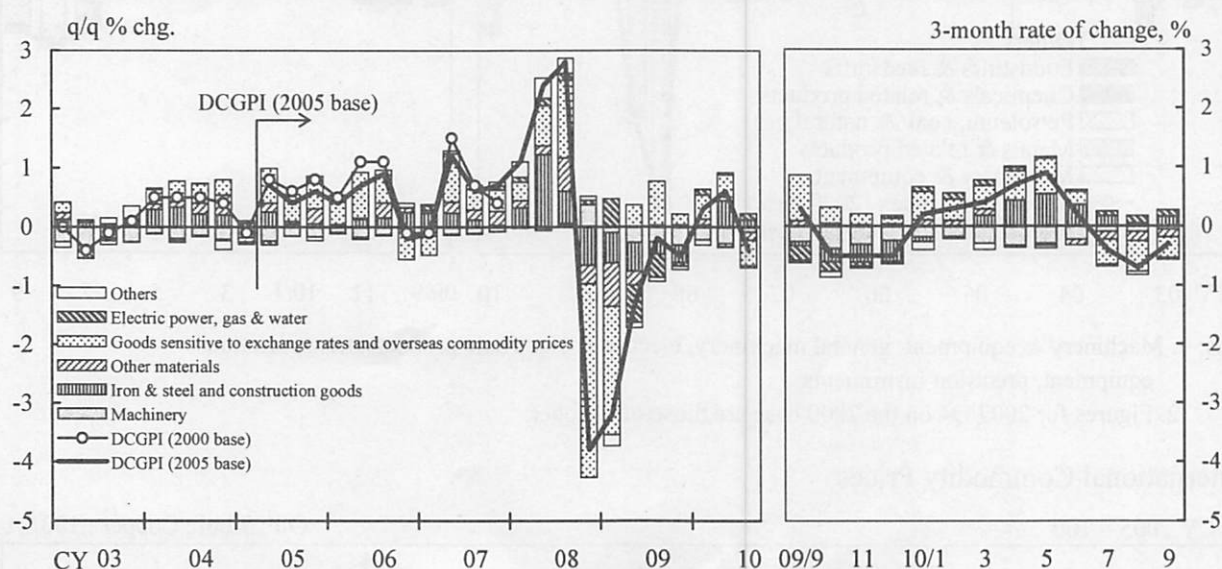 q/q % chg.
3-month rate of change, %
3
2
1
0
-1
-2
-3
-4
-5
3
2
1
0
-1
-2
-3
-4
-5
DCGPI (2005 base)
Others
Electric power, gas & water
Goods sensitive to exchange rates and overseas commodity prices
Other materials
Iron & steel and construction goods
Machinery
DCGPI (2000 base)
DCGPI (2005 base)
CY 03 04 05 06 07 08 09 10 09/9 11 10/1 3 5 7 9